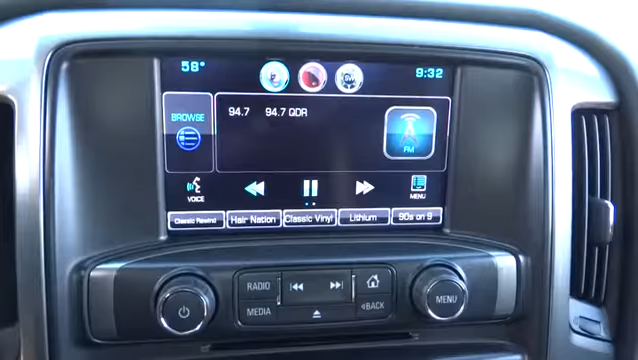 58°
9:32
BROWSE
94.7 94.7 QDR
FM
VOICE
MENU
Classic Rewind
Hair Nation
Classic Vinyl
Lithium
90s on 9
RADIO
MEDIA
BACK
MENU